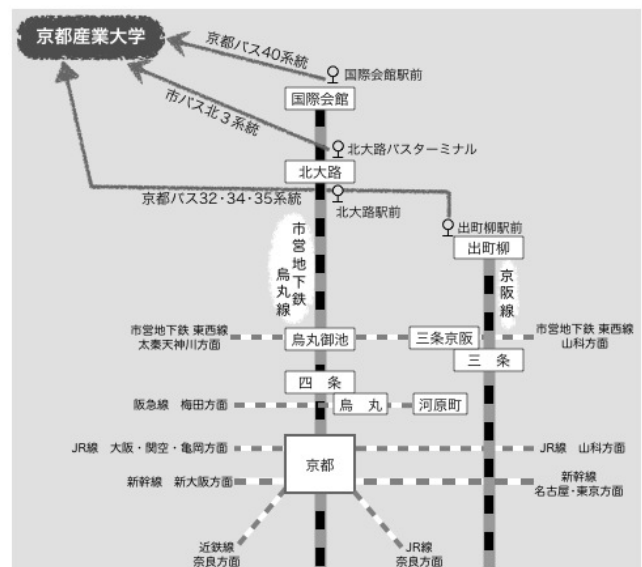 京都産業大学
京都バス40系統
国際会館駅前
国際会館
市バス北3系統
北大路バスターミナル
北大路
京都バス32・34・35系統
北大路駅前
出町柳駅前
出町柳
市営地下鉄
烏丸線
京阪線
市営地下鉄 東西線
太秦天神川方面
烏丸御池
三条京阪
市営地下鉄 東西線
山科方面
三 条
四 条
阪急線 梅田方面
烏 丸
河原町
JR線 大阪・関空・亀岡方面
京都
JR線 山科方面
新幹線 新大阪方面
新幹線
名古屋・東京方面
近鉄線
奈良方面
JR線
奈良方面